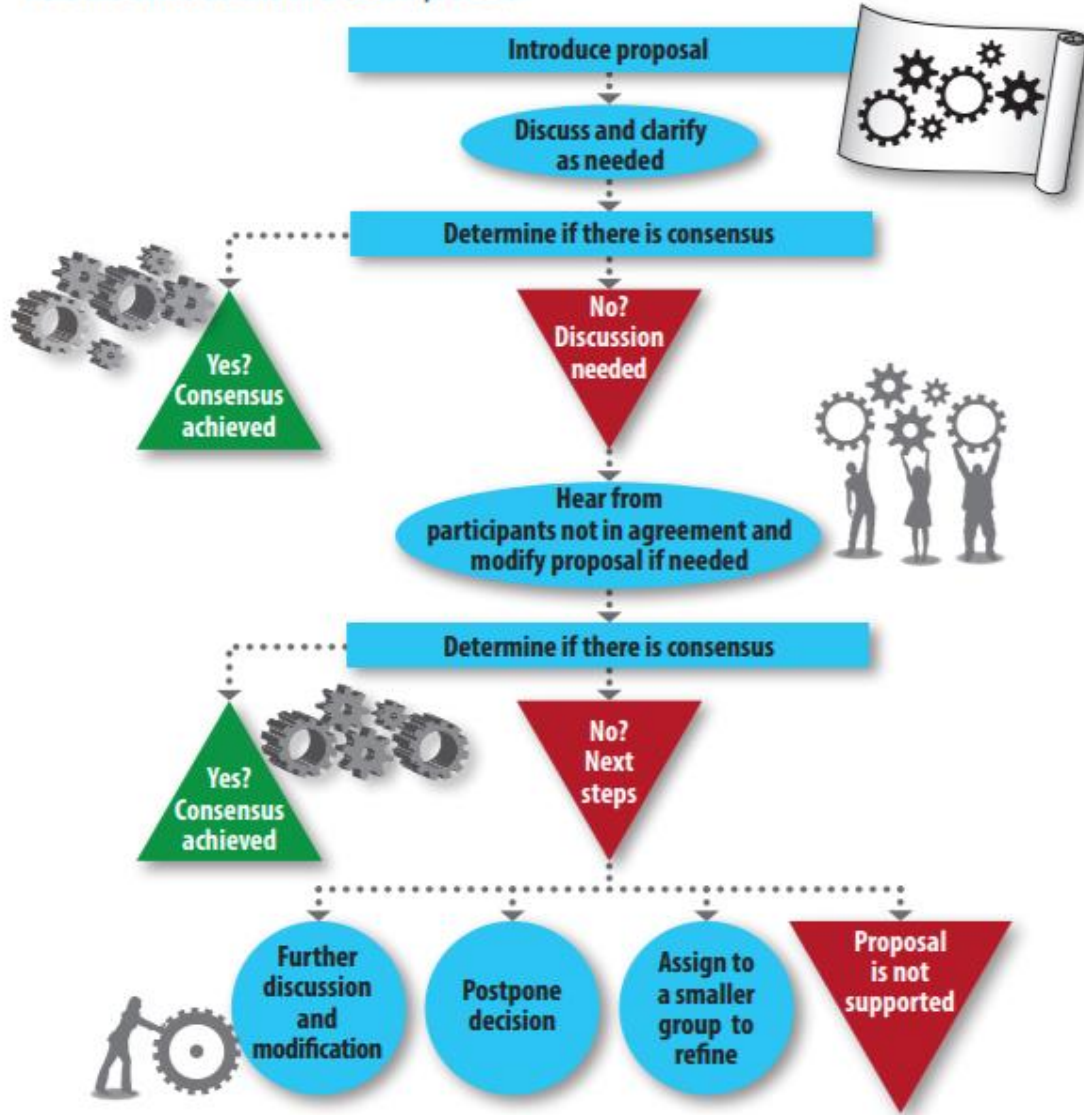 Introduce proposal
Discuss and clarify
as needed
Determine if there is consensus
Yes?
Consensus
achieved
No?
Discussion
needed
Hear from
participants not in agreement and
modify proposal if needed
Determine if there is consensus
Yes?
Consensus
achieved
No?
Next
steps
Further
discussion
and
modification
Postpone
decision
Assign to
a smaller
group to
refine
Proposal
is not
supported